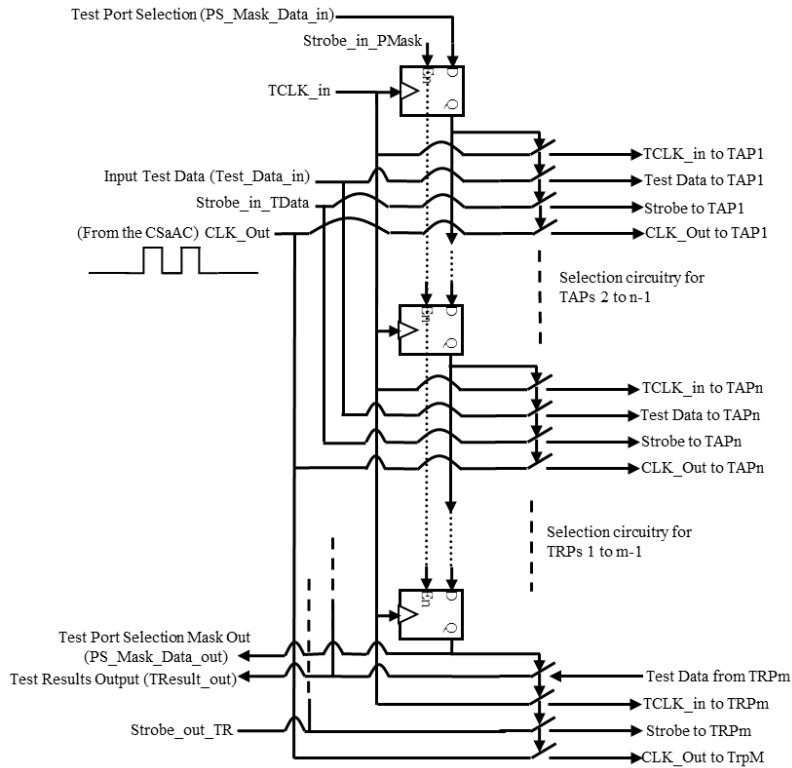 Test Port Selection (PS_Mask_Data_in)
Strobe_in_PMask
En D
Q
TCLK_in
TCLK_in to TAP1
Input Test Data (Test_Data_in)
Test Data to TAP1
Strobe_in_TData
Strobe to TAP1
(From the CSaAC) CLK_Out
CLK_Out to TAP1
Selection circuitry for
TAPs 2 to n-1
En D
Q
TCLK_in to TAPn
Test Data to TAPn
Strobe to TAPn
CLK_Out to TAPn
Selection circuitry for
TRPs 1 to m-1
En D
Q
Test Port Selection Mask Out
(PS_Mask_Data_out)
Test Results Output (TResult_out)
Test Data from TRPm
TCLK_in to TRPm
Strobe_out_TR
Strobe to TRPm
CLK_Out to TrpM